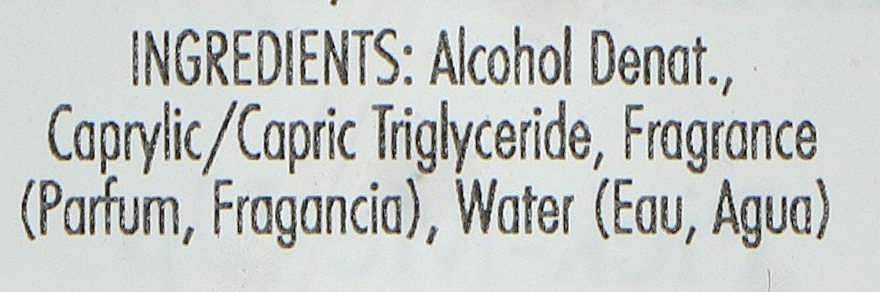 INGREDIENTS: Alcohol Denat.,
Caprylic/Capric Triglyceride, Fragrance
(Parfum, Fragancia), Water (Eau, Agua)